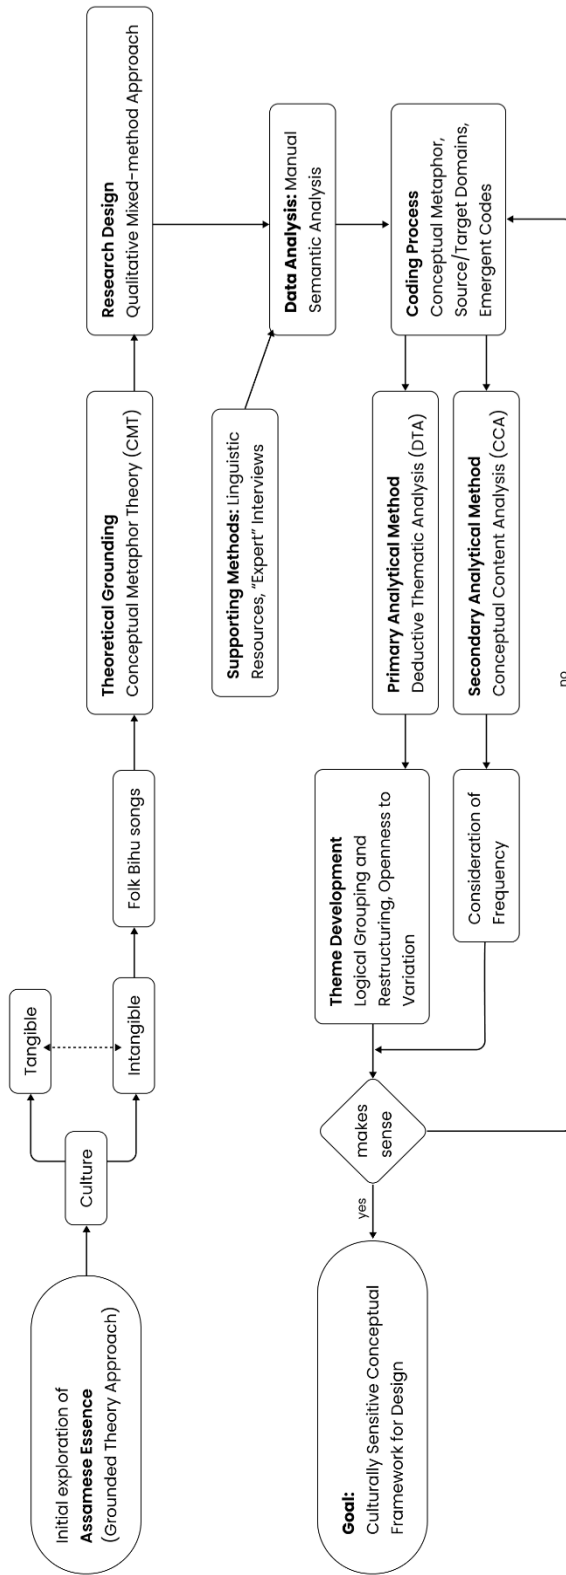 Initial exploration of
Assamese Essence
(Grounded Theory Approach)
Culture
Tangible
Intangible
Folk Bihu songs
Theoretical Grounding
Conceptual Metaphor Theory (CMT)
Research Design
Qualitative Mixed-method Approach
Supporting Methods: Linguistic
Resources, “Expert” Interviews
Data Analysis: Manual
Semantic Analysis
Coding Process
Conceptual Metaphor,
Source/Target Domains,
Emergent Codes
Primary Analytical Method
Deductive Thematic Analysis (DTA)
Secondary Analytical Method
Conceptual Content Analysis (CCA)
Theme Development
Logical Grouping and
Restructuring, Openness to
Variation
Consideration of
Frequency
makes
sense
yes
no
Goal:
Culturally Sensitive Conceptual
Framework for Design